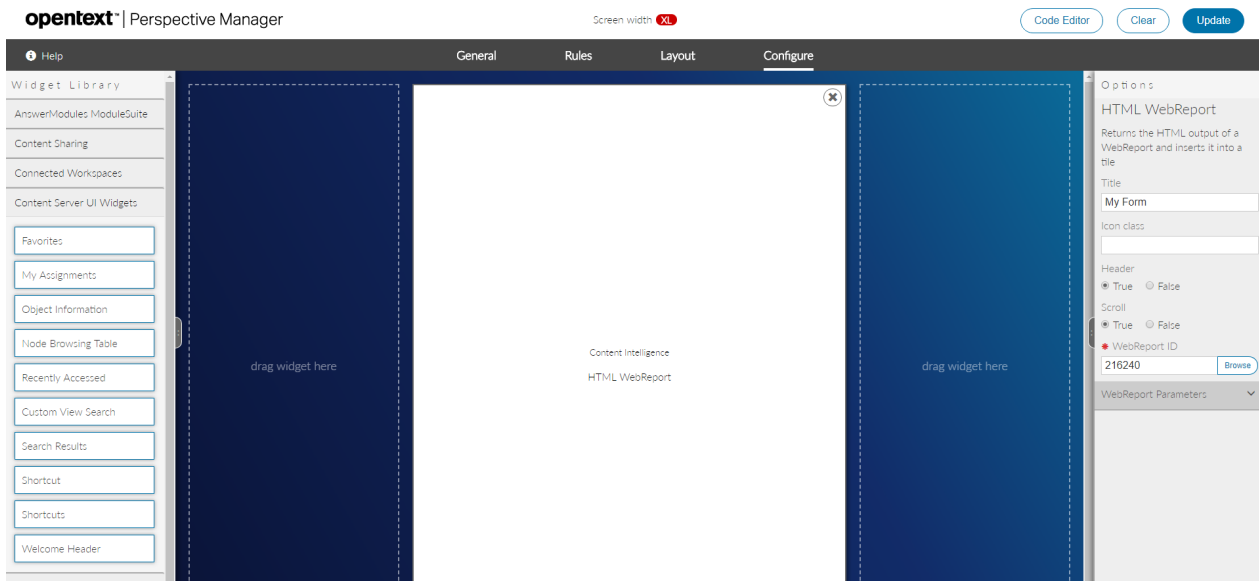 opentext™ | Perspective Manager
Screen width XL
Code Editor
Clear
Update
Help
General
Rules
Layout
Configure
Widget Library
AnswerModules ModuleSuite
Content Sharing
Connected Workspaces
Content Server UI Widgets
Favorites
My Assignments
Object Information
Node Browsing Table
Recently Accessed
Custom View Search
Search Results
Shortcut
Shortcuts
Welcome Header
drag widget here
Content Intelligence
HTML WebReport
drag widget here
Options
HTML WebReport
Returns the HTML output of a
WebReport and inserts it into a
tile
Title
My Form
Icon class
Header
True False
Scroll
True False
WebReport ID
216240 Browse
WebReport Parameters